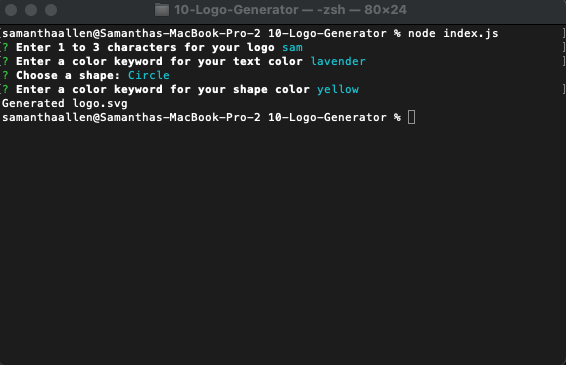 10-Logo-Generator — -zsh — 80×24
[samanthaallen@Samanthas-MacBook-Pro-2 10-Logo-Generator % node index.js ]
[? Enter 1 to 3 characters for your logo sam ]
[? Enter a color keyword for your text color lavender ]
? Choose a shape: Circle
[? Enter a color keyword for your shape color yellow ]
Generated logo.svg
samanthaallen@Samanthas-MacBook-Pro-2 10-Logo-Generator %